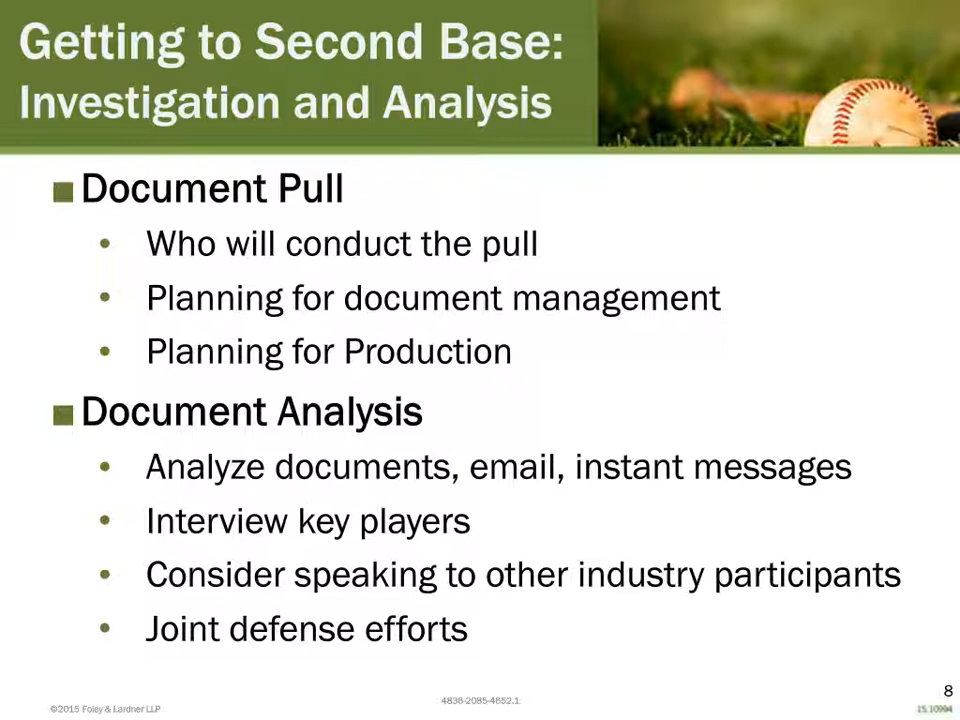 Getting to Second Base:
Investigation and Analysis
Document Pull
• Who will conduct the pull
• Planning for document management
• Planning for Production
Document Analysis
• Analyze documents, email, instant messages
• Interview key players
• Consider speaking to other industry participants
• Joint defense efforts
8
©2015 Foley & Lardner LLP
4836-2085-4652.1
15.10994